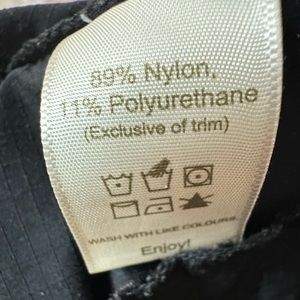 89% Nylon,
11% Polyurethane
(Exclusive of trim)
WASH WITH LIKE COLOURS.
Enjoy!